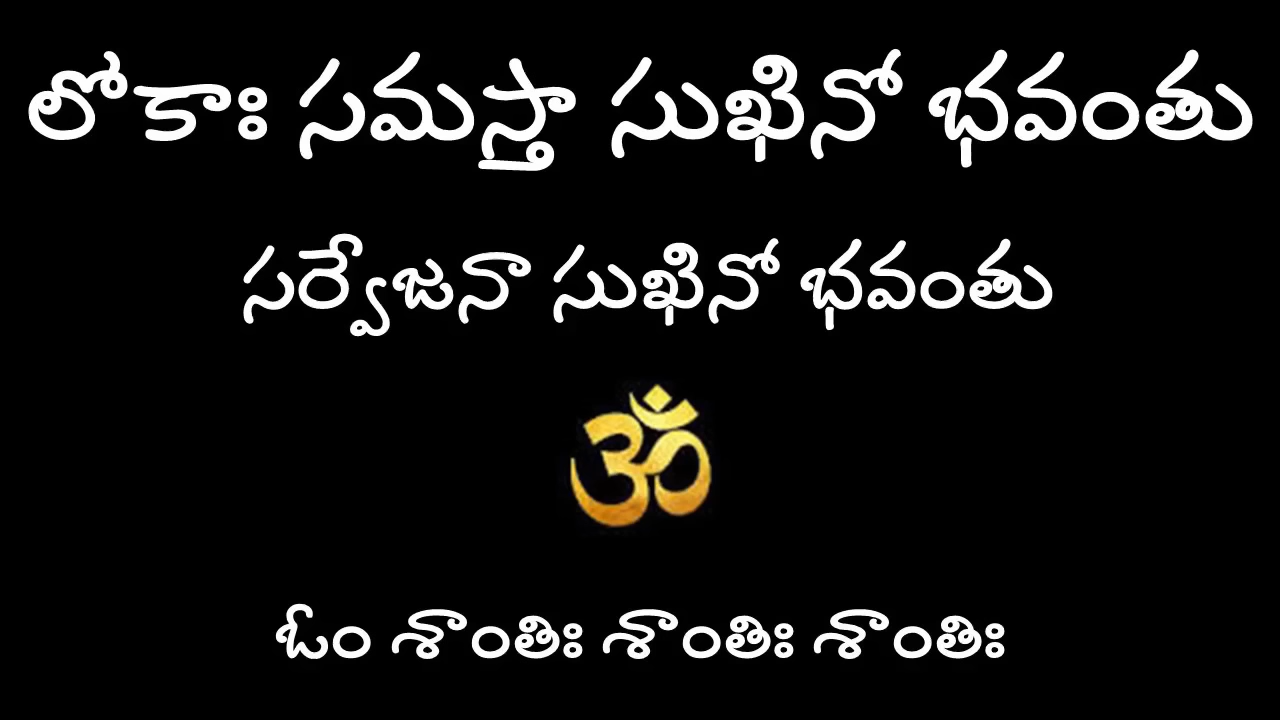 లోకాః సమస్తా సుఖినో భవంతు
సర్వేజనా సుఖినో భవంతు
ॐ
ఓం శాంతిః శాంతిః శాంతిః